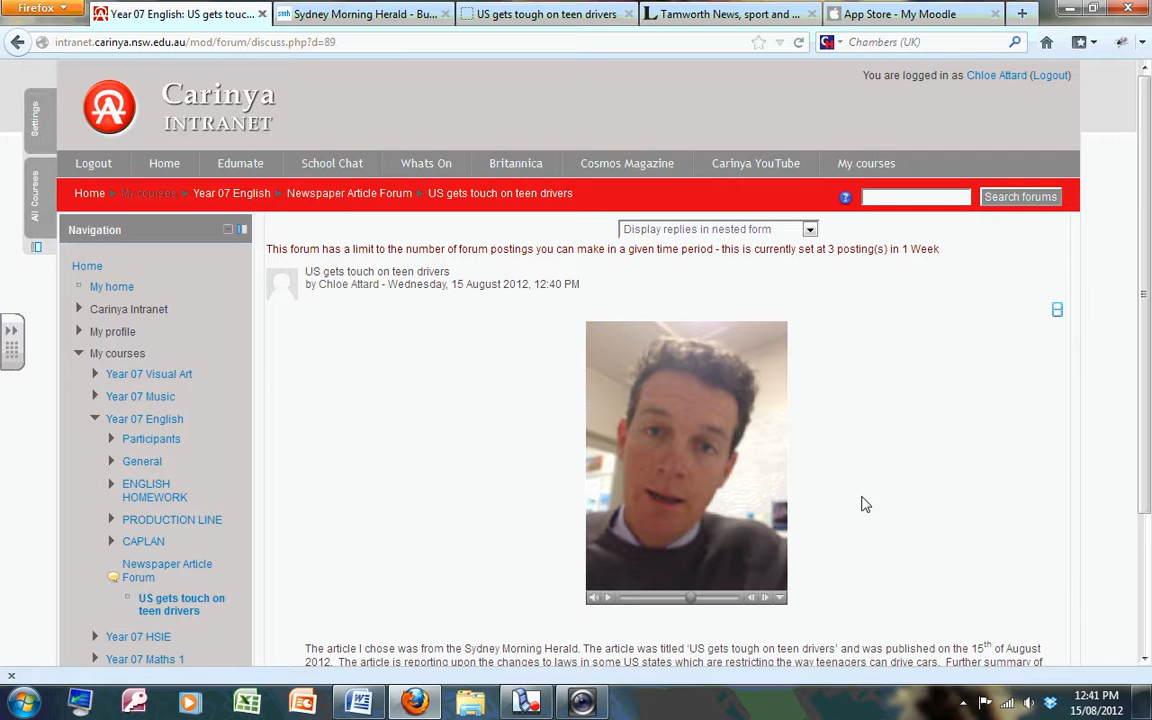 Firefox
Year 07 English: US gets touc...
Sydney Morning Herald - Bu...
US gets tough on teen drivers
Tamworth News, sport and ...
App Store - My Moodle
intranet.carinya.nsw.edu.au/mod/forum/discuss.php?d=89
Chambers (UK)
You are logged in as Chloe Attard (Logout)
Carinya
INTRANET
Settings
All Courses
Logout Home Edumate School Chat Whats On Britannica Cosmos Magazine Carinya YouTube My courses
Home ► My courses ► Year 07 English ► Newspaper Article Forum ► US gets touch on teen drivers
Search forums
Navigation
Home
My home
Carinya Intranet
My profile
My courses
Year 07 Visual Art
Year 07 Music
Year 07 English
Participants
General
ENGLISH
HOMEWORK
PRODUCTION LINE
CAPLAN
Newspaper Article
Forum
US gets touch on
teen drivers
Year 07 HSIE
Year 07 Maths 1
Display replies in nested form
This forum has a limit to the number of forum postings you can make in a given time period - this is currently set at 3 posting(s) in 1 Week
US gets touch on teen drivers
by Chloe Attard - Wednesday, 15 August 2012, 12:40 PM
The article I chose was from the Sydney Morning Herald. The article was titled 'US gets tough on teen drivers' and was published on the 15th of August
2012. The article is reporting upon the changes to laws in some US states which are restricting the way teenagers can drive cars. Further summary of
12:41 PM
15/08/2012